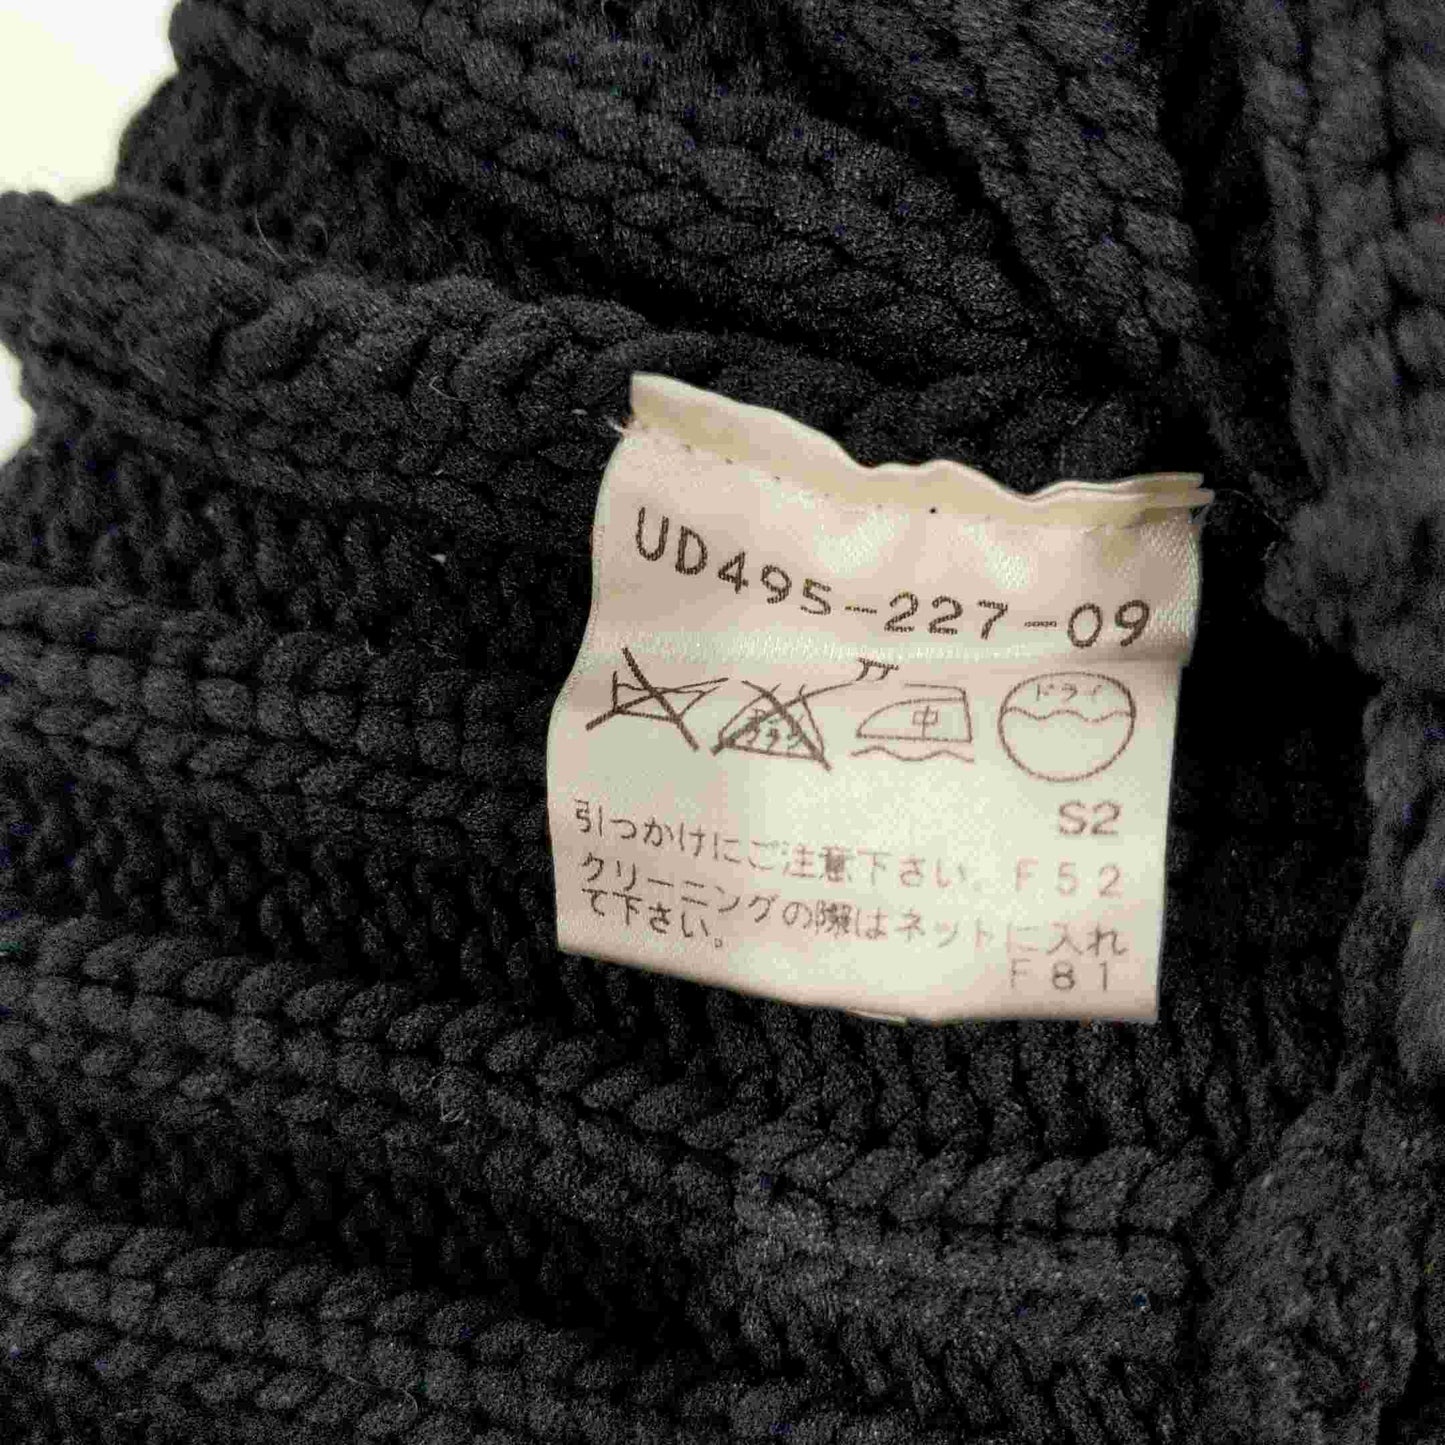 UD495-227-09
中 ドライ
S2
引っかけにご注意下さい。F52
クリーニングの際はネットに入れ
て下さい。
F81